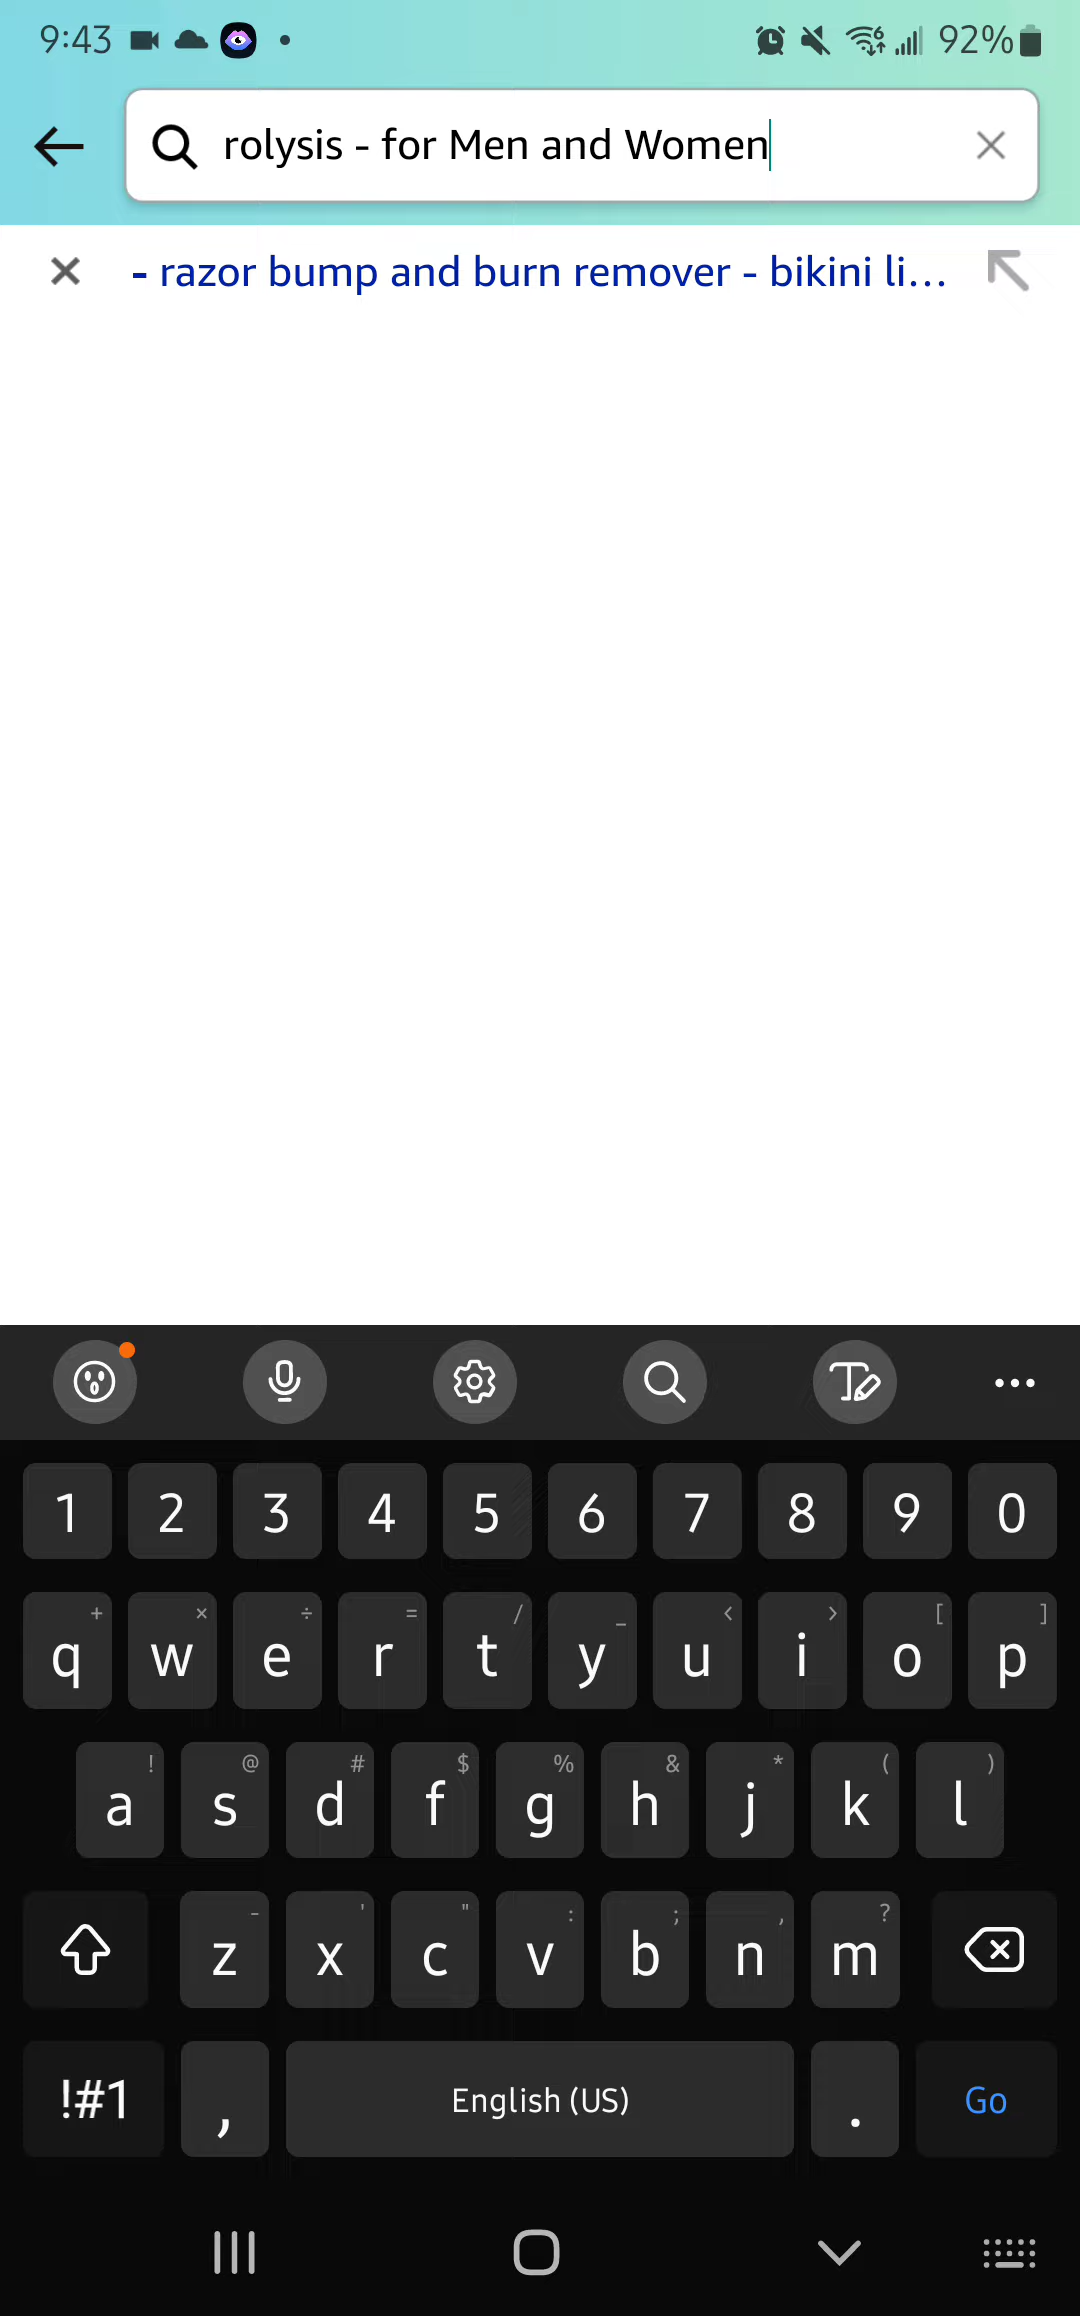 9:43
92%
rolysis - for Men and Women
- razor bump and burn remover - bikini li...
1 2 3 4 5 6 7 8 9 0
+ × ÷ = / _ < > [ ]
q w e r t y u i o p
! @ # $ % & * ( )
a s d f g h j k l
- ' " : ; , ?
z x c v b n m
!#1 , English (US) . Go